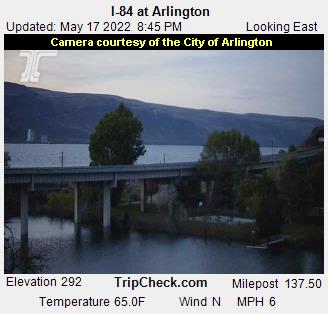 I-84 at Arlington
Updated: May 17 2022 8:45 PM Looking East
Camera courtesy of the City of Arlington
Elevation 292 TripCheck.com Milepost 137.50
Temperature 65.0F Wind N MPH 6